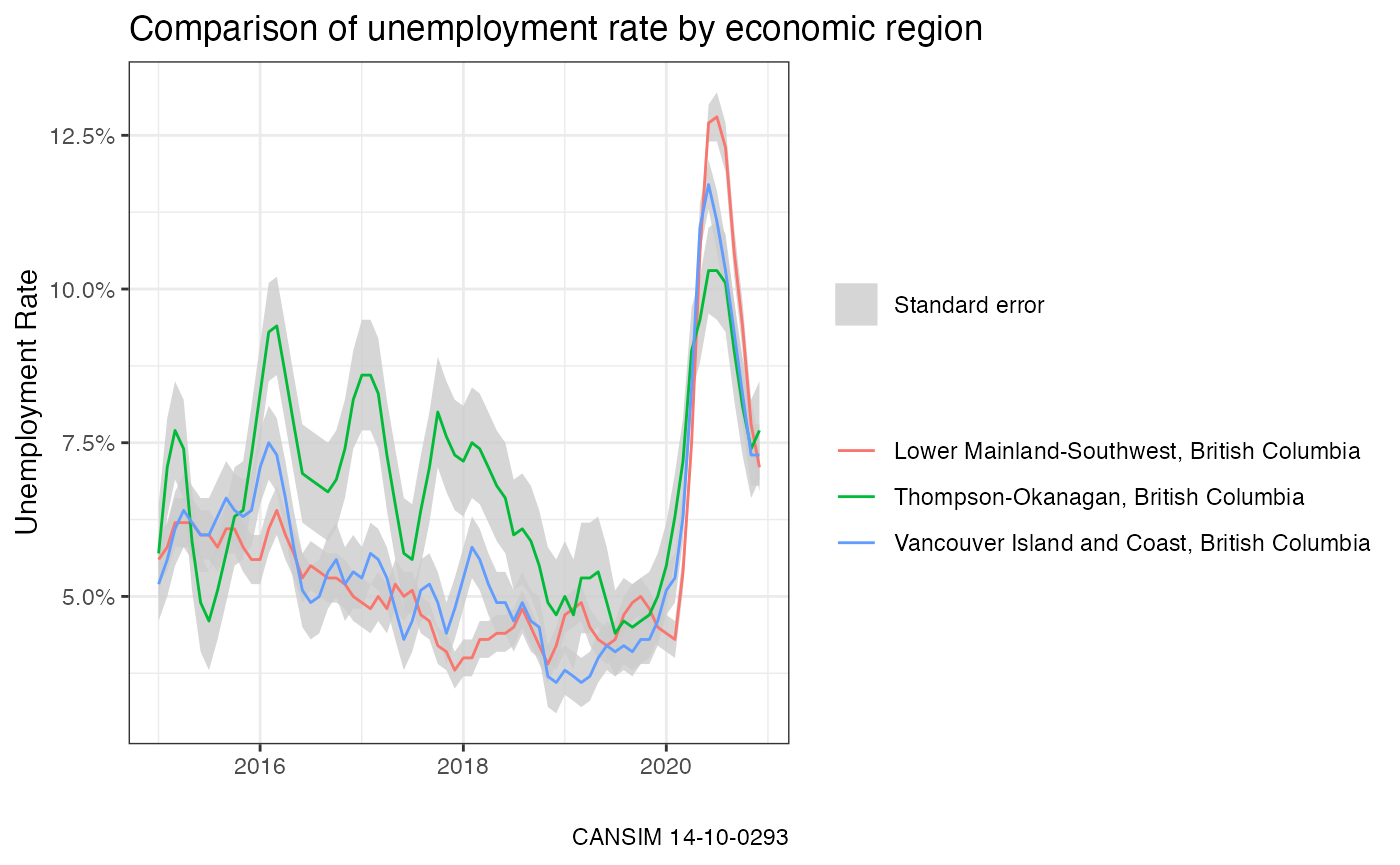 Comparison of unemployment rate by economic region
Unemployment Rate
12.5%
10.0%
7.5%
5.0%
2016
2018
2020
Standard error
Lower Mainland-Southwest, British Columbia
Thompson-Okanagan, British Columbia
Vancouver Island and Coast, British Columbia
CANSIM 14-10-0293